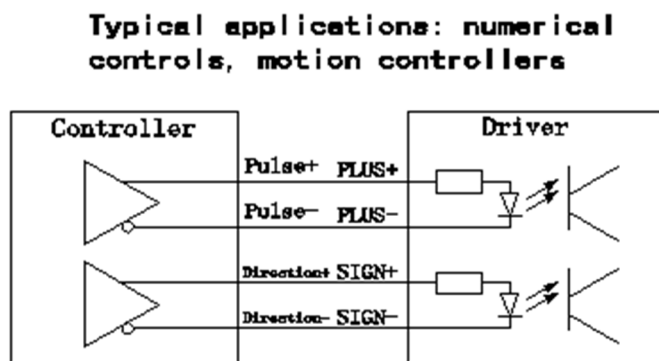 Typical applications: numerical
controls, motion controllers
Controller
Driver
Pulse+ PLUS+
Pulse- PLUS-
Direction+ SIGN+
Direction- SIGN-